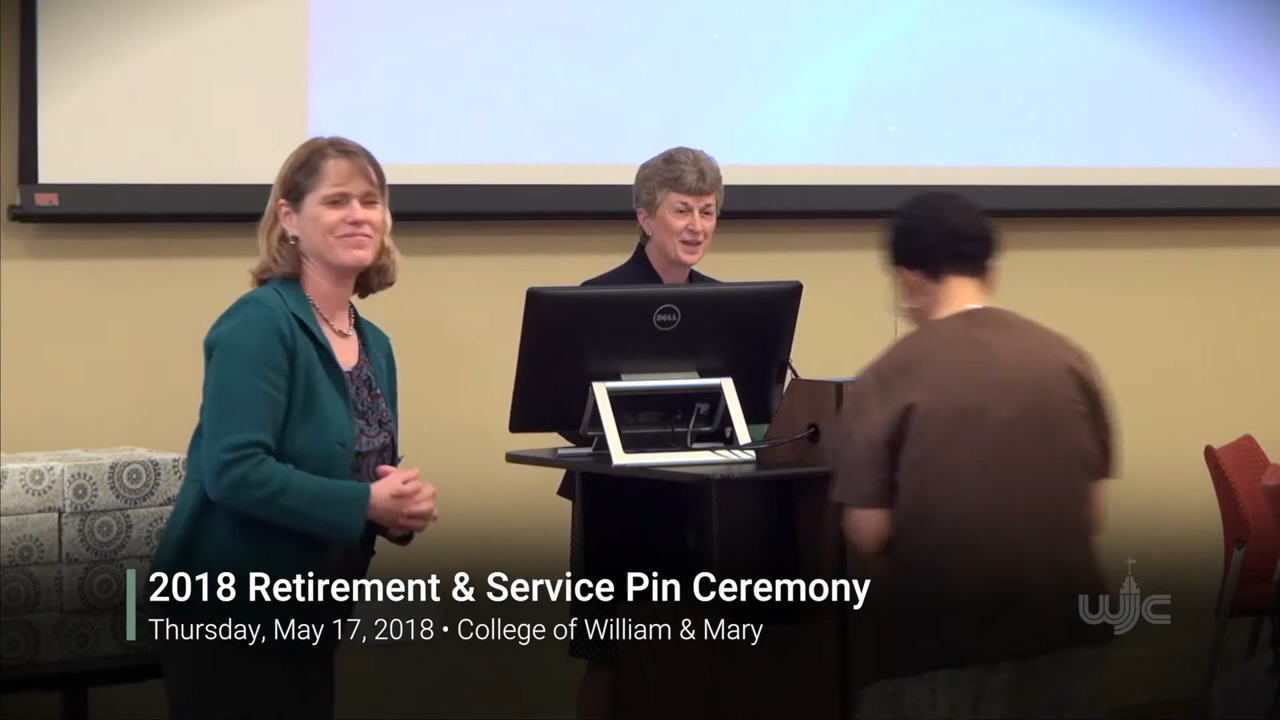 DELL
2018 Retirement & Service Pin Ceremony
Thursday, May 17, 2018 • College of William & Mary
WJC